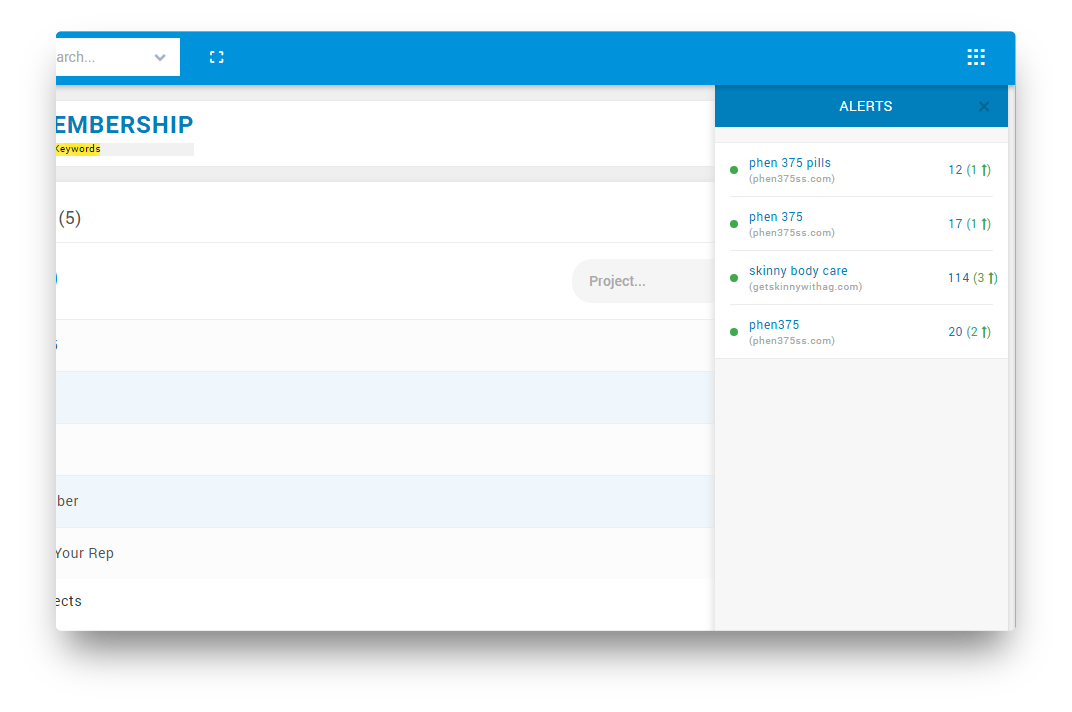 arch...
EMBERSHIP
Keywords
(5)
Project...
ber
Your Rep
ects
ALERTS
phen 375 pills 12 (1 ↑)
(phen375ss.com)
phen 375 17 (1 ↑)
(phen375ss.com)
skinny body care 114 (3 ↑)
(getskinnywithag.com)
phen375 20 (2 ↑)
(phen375ss.com)